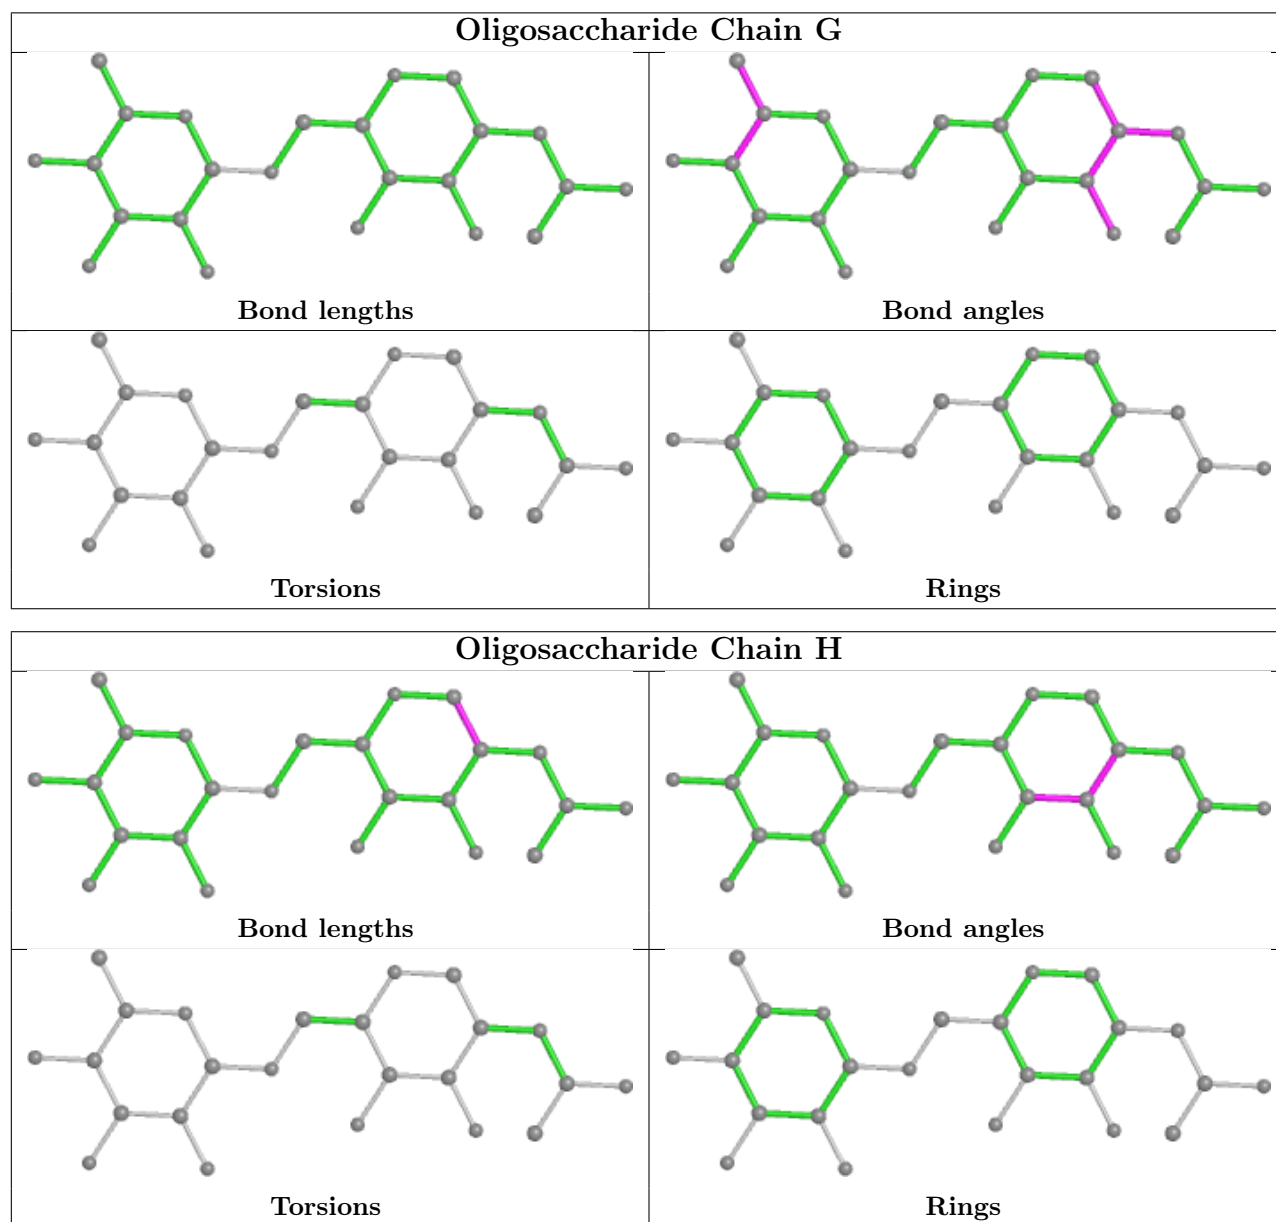 Oligosaccharide Chain G
Bond lengths
Bond angles
Torsions
Rings
Oligosaccharide Chain H
Bond lengths
Bond angles
Torsions
Rings